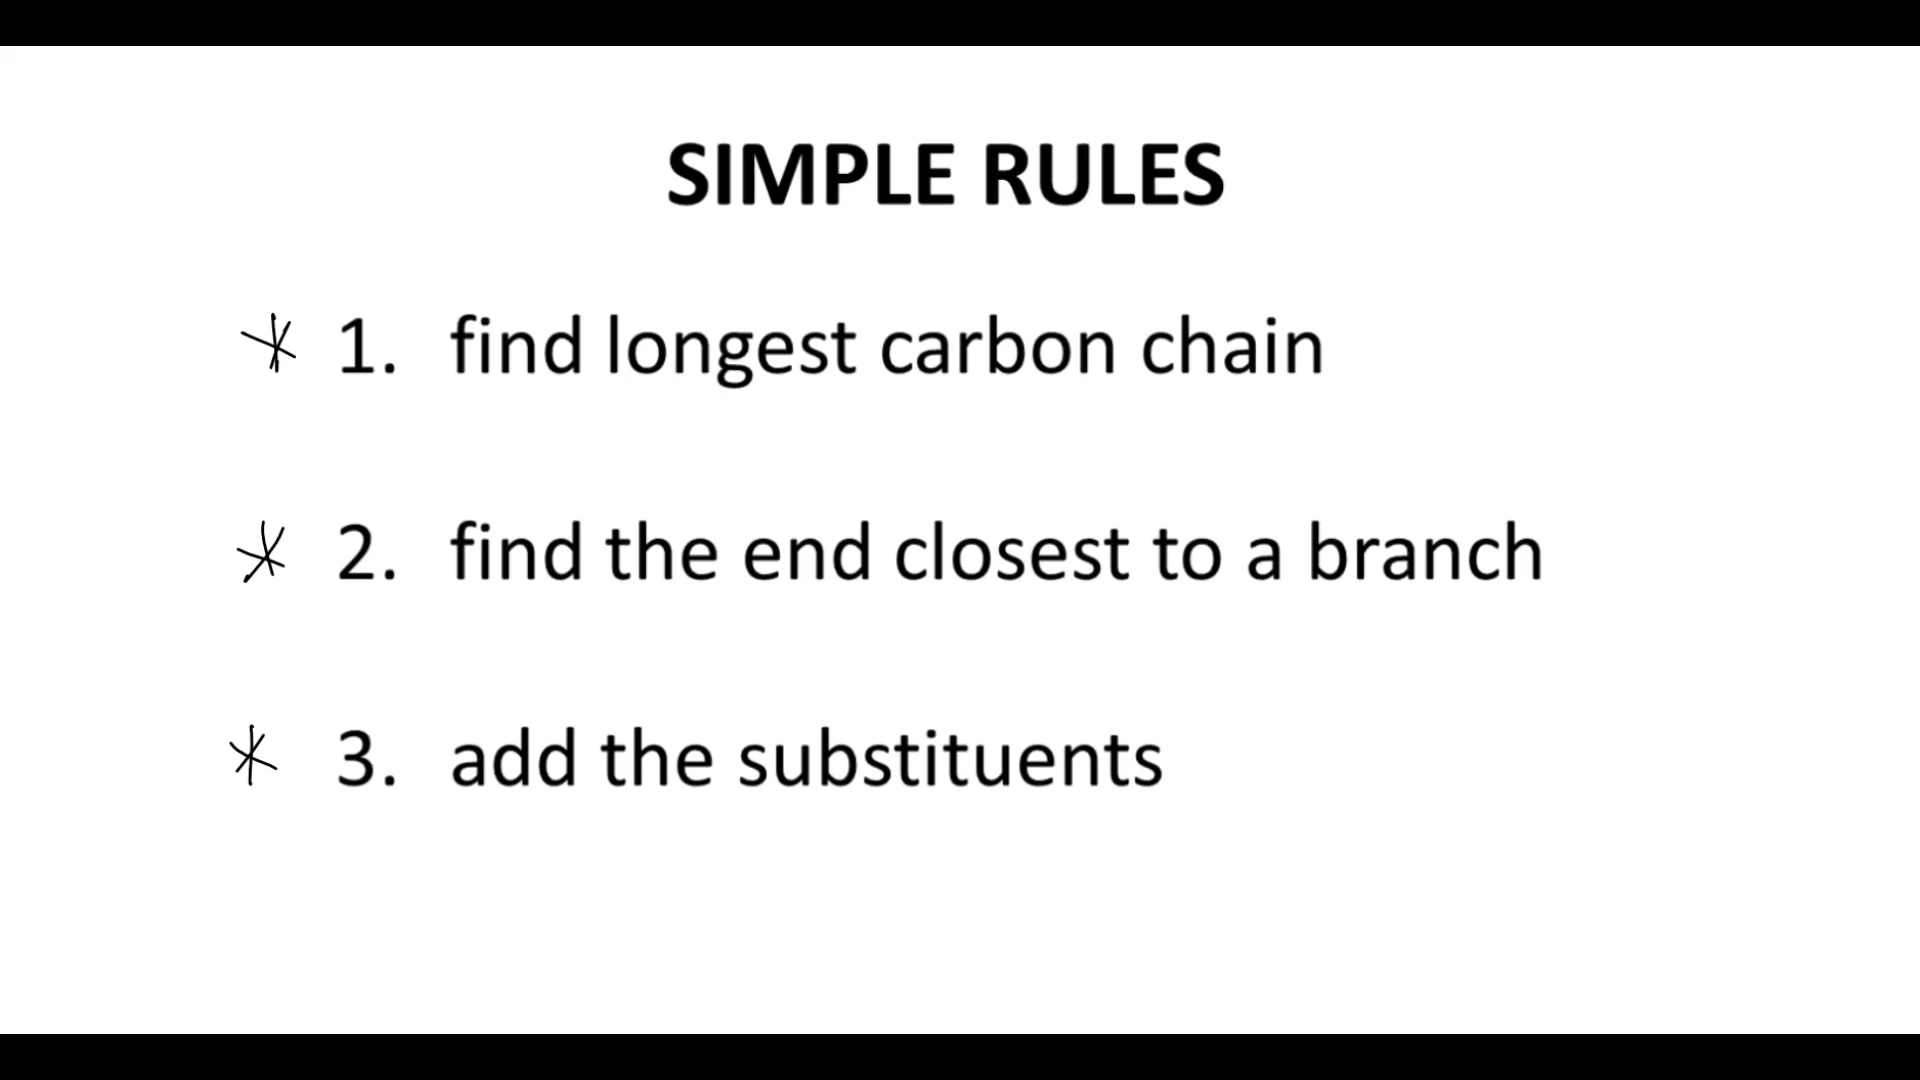 SIMPLE RULES
* 1. find longest carbon chain
* 2. find the end closest to a branch
* 3. add the substituents